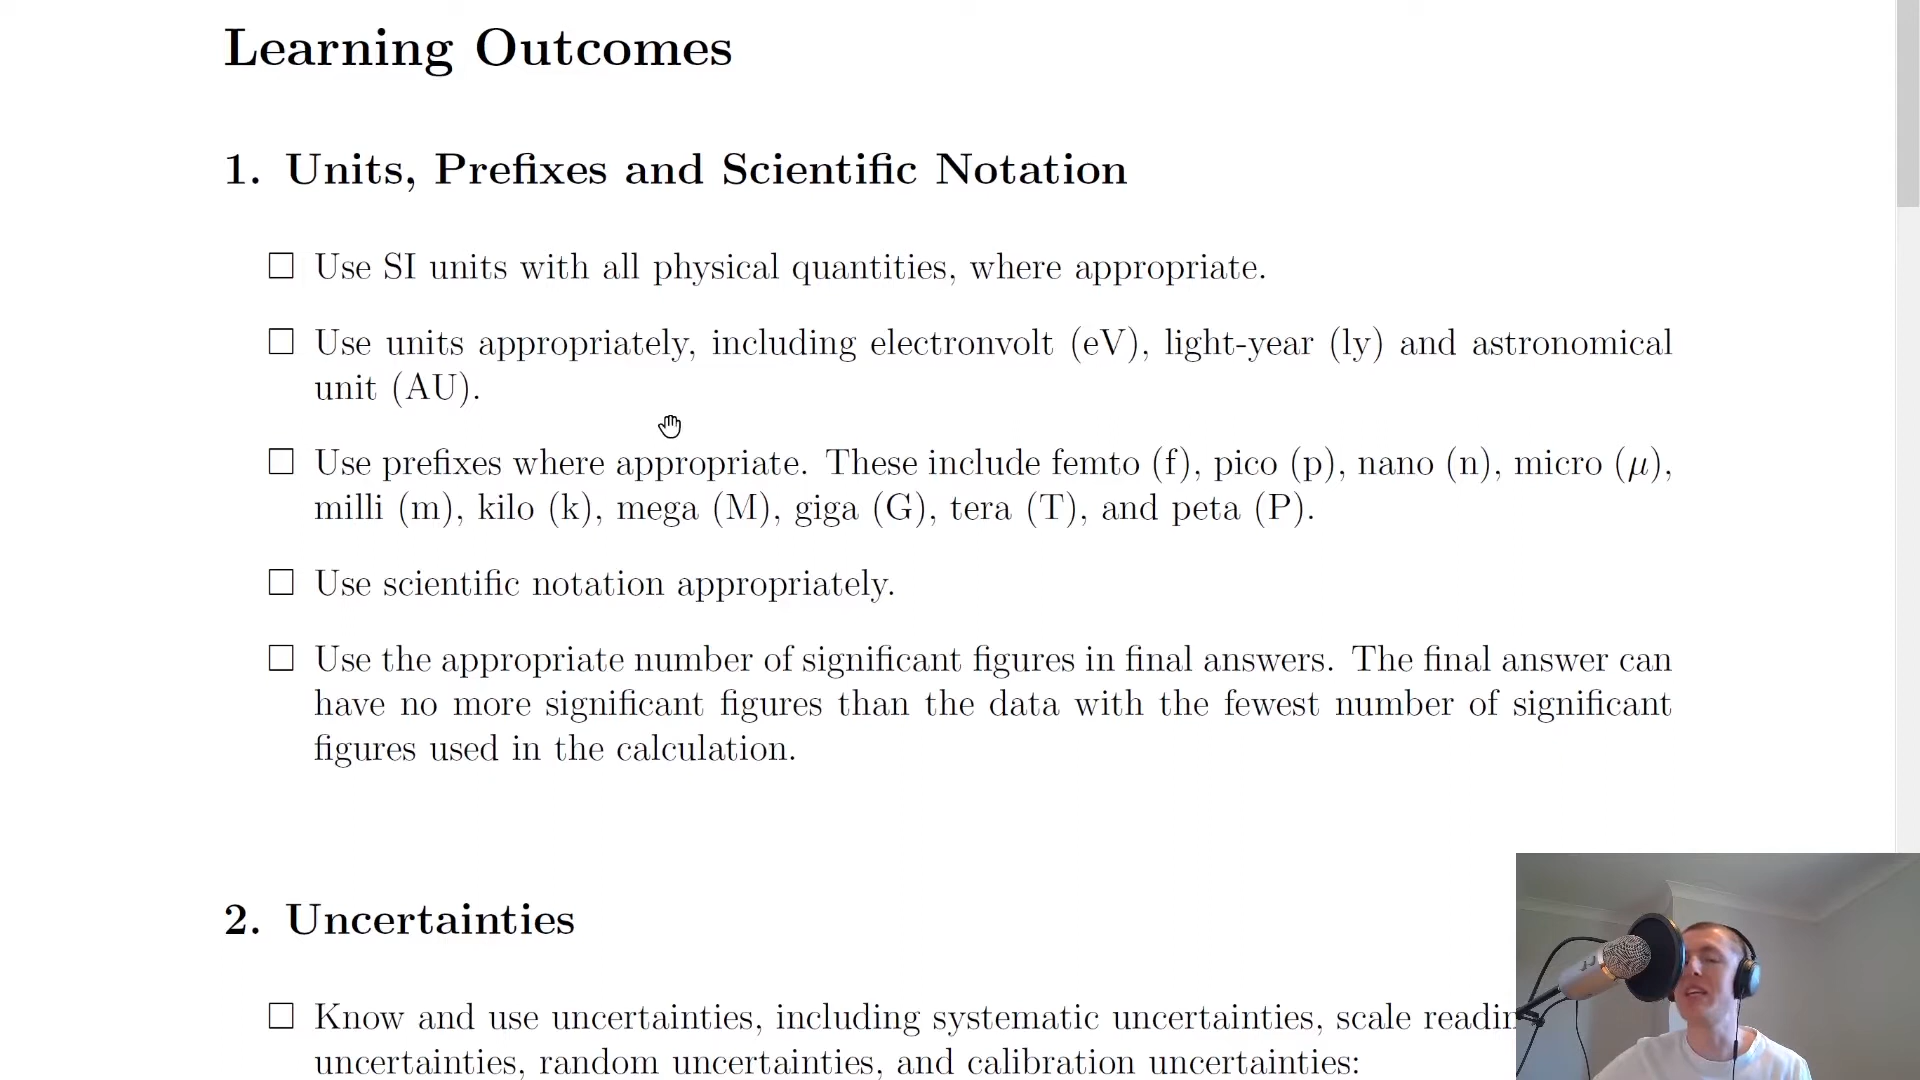 Learning Outcomes
1. Units, Prefixes and Scientific Notation
Use SI units with all physical quantities, where appropriate.
Use units appropriately, including electronvolt (eV), light-year (ly) and astronomical
unit (AU).
Use prefixes where appropriate. These include femto (f), pico (p), nano (n), micro (μ),
milli (m), kilo (k), mega (M), giga (G), tera (T), and peta (P).
Use scientific notation appropriately.
Use the appropriate number of significant figures in final answers. The final answer can
have no more significant figures than the data with the fewest number of significant
figures used in the calculation.
2. Uncertainties
Know and use uncertainties, including systematic uncertainties, scale readin
uncertainties, random uncertainties, and calibration uncertainties: